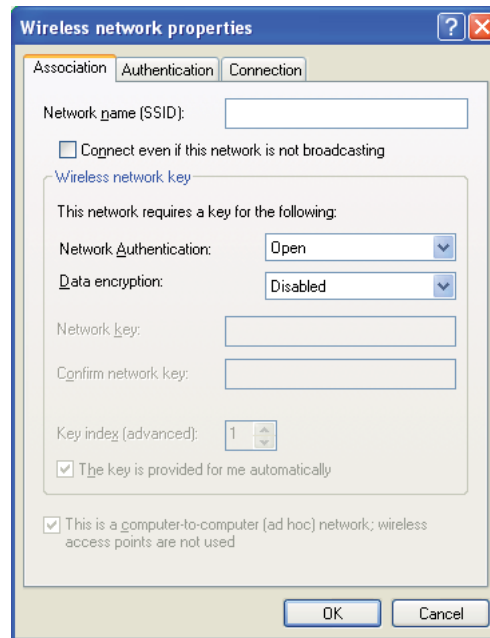 Wireless network properties
Association Authentication Connection
Network name (SSID):
Connect even if this network is not broadcasting
Wireless network key
This network requires a key for the following:
Network Authentication: Open
Data encryption: Disabled
Network key:
Confirm network key:
Key index (advanced): 1
The key is provided for me automatically
This is a computer-to-computer (ad hoc) network; wireless
access points are not used
OK Cancel